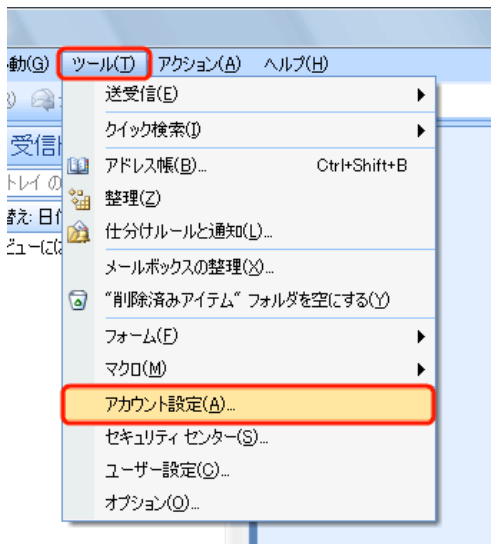 動(G) ツール(T) アクション(A) ヘルプ(H)
送受信(E)
クイック検索(I)
受信
アドレス帳(B)... Ctrl+Shift+B
トレイ の
整理(Z)
替え: 日付
仕分けルールと通知(L)...
ビューには
メールボックスの整理(X)...
"削除済みアイテム" フォルダを空にする(Y)
フォーム(F)
マクロ(M)
アカウント設定(A)...
セキュリティ センター(S)...
ユーザー設定(C)...
オプション(O)...